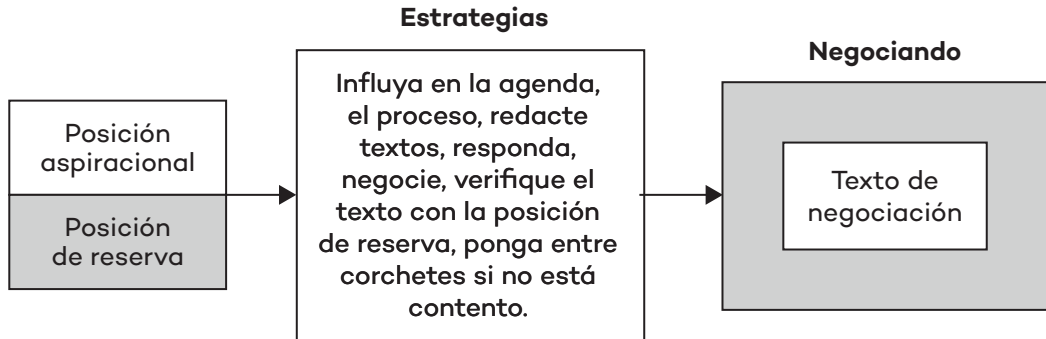 Estrategias
Negociando
Posición
aspiracional
Posición
de reserva
Influya en la agenda,
el proceso, redacte
textos, responda,
negocie, verifique el
texto con la posición
de reserva, ponga entre
corchetes si no está
contento.
Texto de
negociación